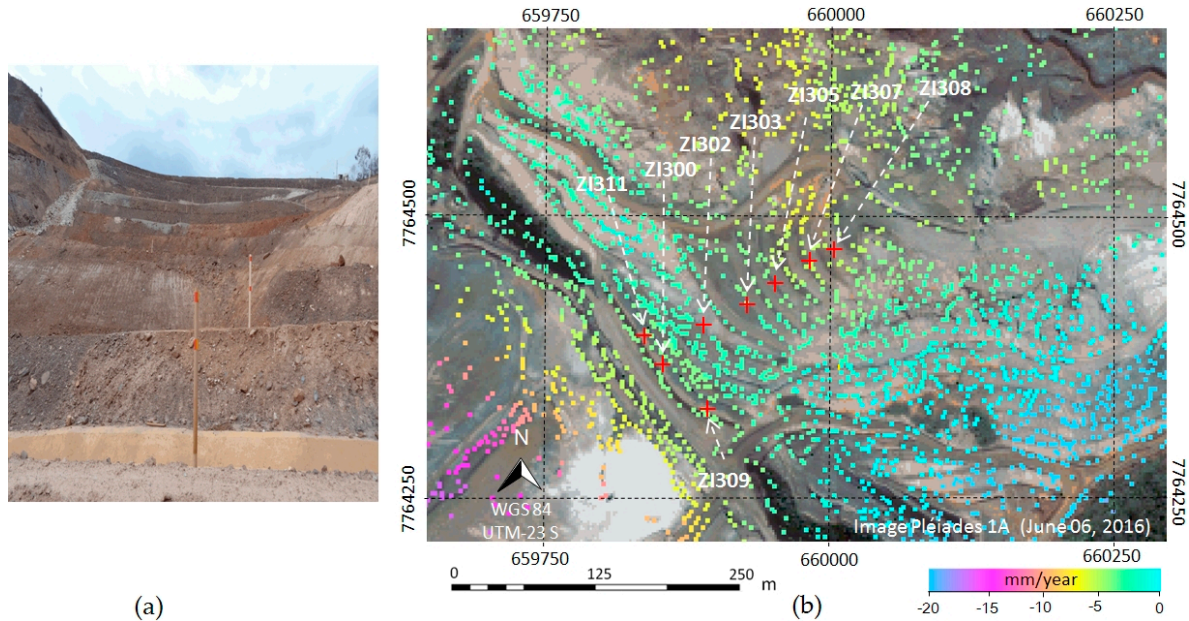 659750 660000 660250
ZI305 ZI307 ZI308
ZI303
ZI302
ZI311 ZI300
7764500 7764500
N
ZI309
7764250 7764250
WGS 84
UTM-23 S
Image Pleiades 1A (June 06, 2016)
659750 660000 660250
0 125 250
m
mm/year
-20 -15 -10 -5 0
(a) (b)